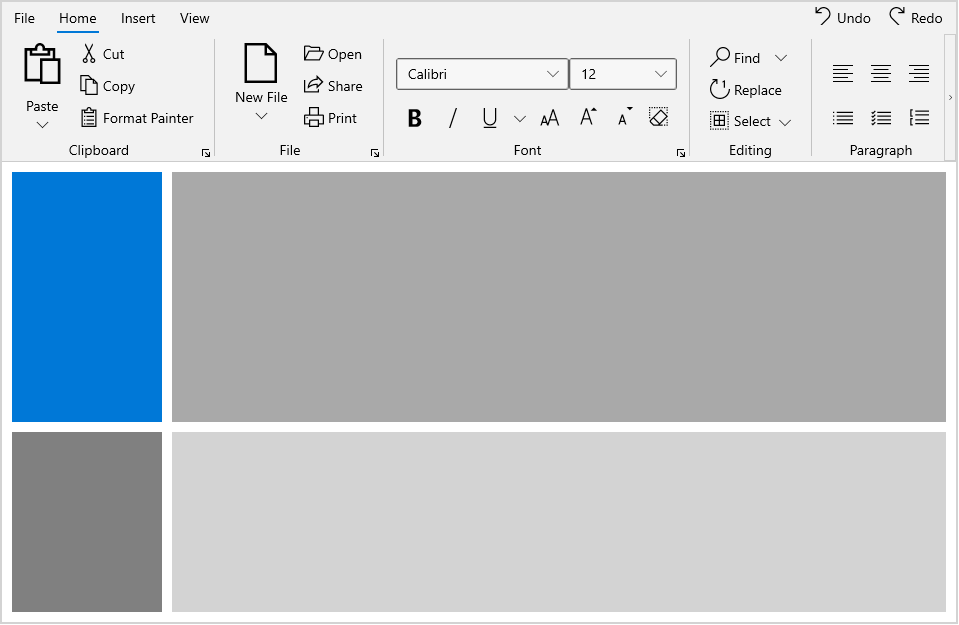 File Home Insert View Undo Redo
Paste
Cut
Copy
Format Painter
Clipboard
New File
Open
Share
Print
File
Calibri 12
B / U AA A A
Font
Find
Replace
Select
Editing
Paragraph